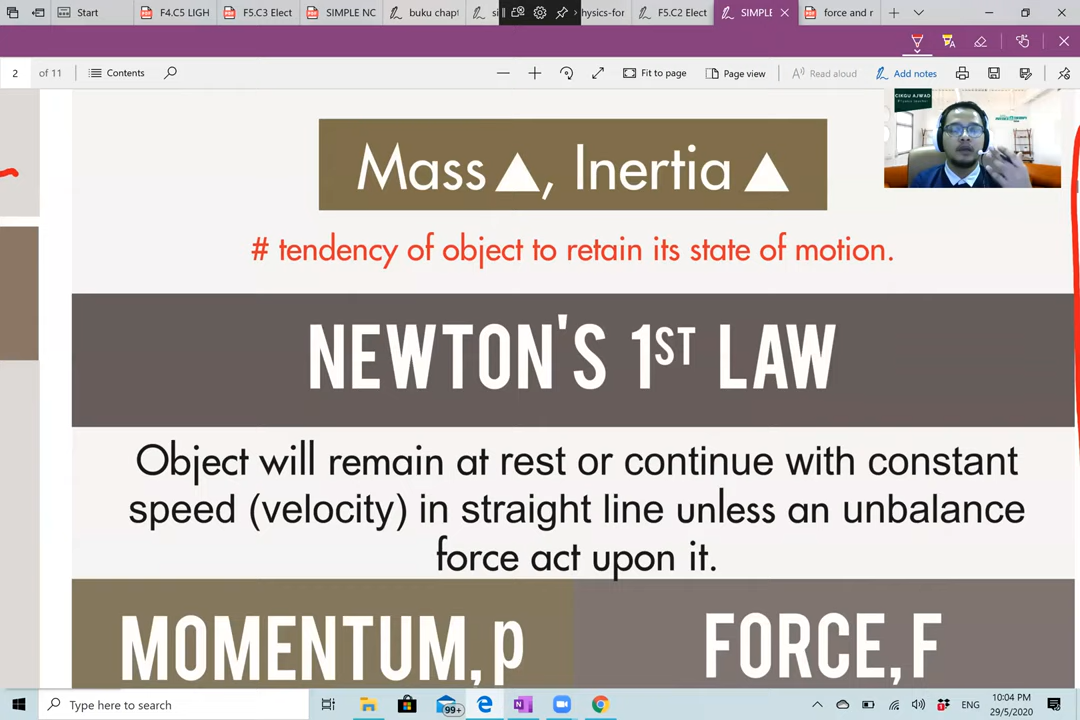 Start
F4.C5 LIGH
F5.C3 Elect
SIMPLE NC
buku chapt
si
hysics-for
F5.C2 Elect
SIMPLE
force and r
2 of 11
Contents
Fit to page
Page view
Read aloud
Add notes
CIKGU AJWAD
Mass ▲, Inertia ▲
# tendency of object to retain its state of motion.
NEWTON'S 1ST LAW
Object will remain at rest or continue with constant
speed (velocity) in straight line unless an unbalance
force act upon it.
MOMENTUM, p
FORCE, F
Type here to search
99+
ENG
10:04 PM
29/5/2020